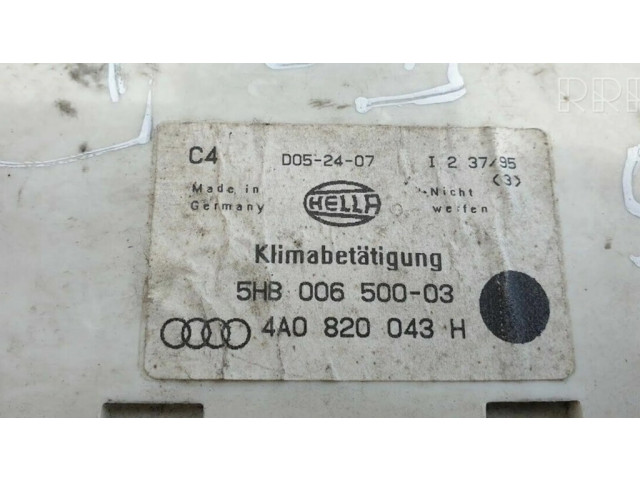 C4 D05-24-07 I 2 37/95
(3)
Made in Germany
HELLA
Nicht werfen
Klimabetätigung
5HB 006 500-03
4A0 820 043 H